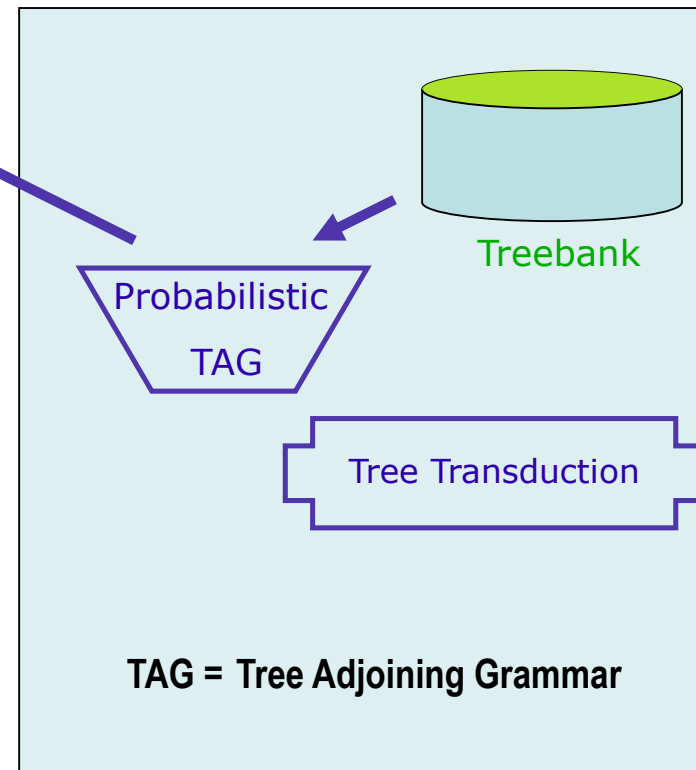 Treebank
Probabilistic
TAG
Tree Transduction
TAG = Tree Adjoining Grammar